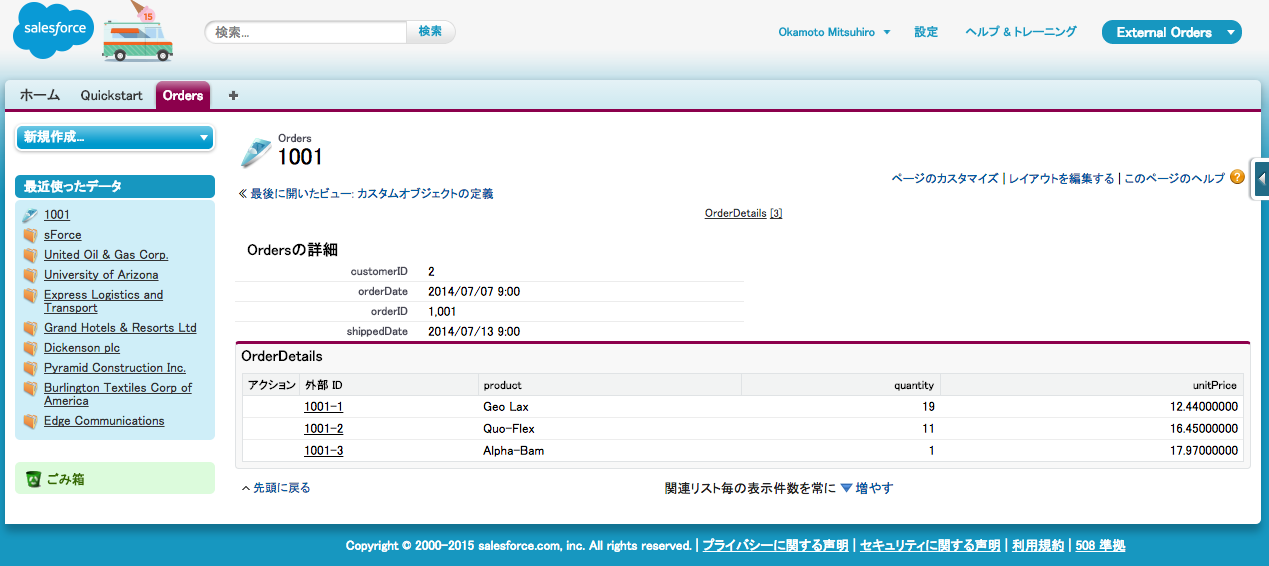 salesforce
15
検索...
検索
Okamoto Mitsuhiro
設定
ヘルプ & トレーニング
External Orders
ホーム
Quickstart
Orders
+
新規作成...
最近使ったデータ
1001
sForce
United Oil & Gas Corp.
University of Arizona
Express Logistics and
Transport
Grand Hotels & Resorts Ltd
Dickenson plc
Pyramid Construction Inc.
Burlington Textiles Corp of
America
Edge Communications
ごみ箱
Orders
1001
« 最後に開いたビュー: カスタムオブジェクトの定義
ページのカスタマイズ | レイアウトを編集する | このページのヘルプ ?
OrderDetails [3]
Ordersの詳細
customerID 2
orderDate 2014/07/07 9:00
orderID 1,001
shippedDate 2014/07/13 9:00
OrderDetails
アクション 外部 ID product quantity unitPrice
1001-1 Geo Lax 19 12.44000000
1001-2 Quo-Flex 11 16.45000000
1001-3 Alpha-Bam 1 17.97000000
^ 先頭に戻る
関連リスト毎の表示件数を常に ▼ 増やす
Copyright © 2000-2015 salesforce.com, inc. All rights reserved. | プライバシーに関する声明 | セキュリティに関する声明 | 利用規約 | 508 準拠